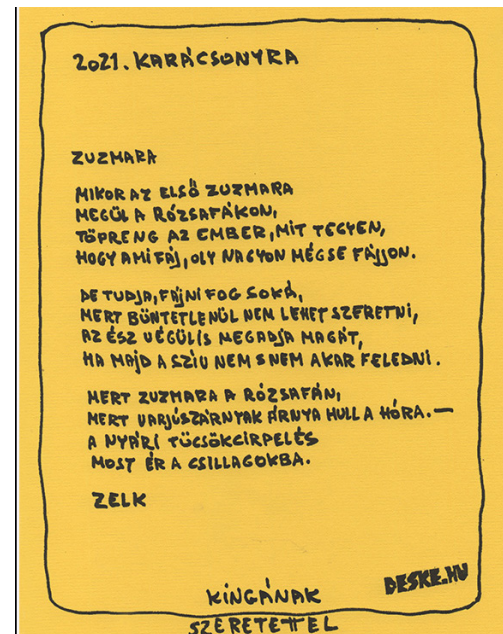 2021. KARÁCSONYRA
ZUZMARA
MIKOR AZ ELSŐ ZUZMARA
MEGÜL A RÓZSAFÁKON,
TÖPRENG AZ EMBER, MIT TEGYEN,
HOGY AMI FÁJ, OLY NAGYON MÉGSE FÁJJON.
DE TUDJA, FÁJNI FOG SOKÁ,
MERT BÜNTETLENÜL NEM LEHET SZERETNI,
AZ ÉSZ VÉGÜLIS MEGADJA MAGÁT,
HA MAJD A SZIV NEM S NEM AKAR FELEDNI.
MERT ZUZMARA A RÓZSAFÁN,
MERT VARJÚSZÁRNYAK ÁRNYA HULL A HÓRA. —
A NYÁRI TÜCSÖKCIRPELÉS
MOST ÉR A CSILLAGOKBA.
ZELK
DESKE.HU
KINGÁNAK
SZERETETTEL